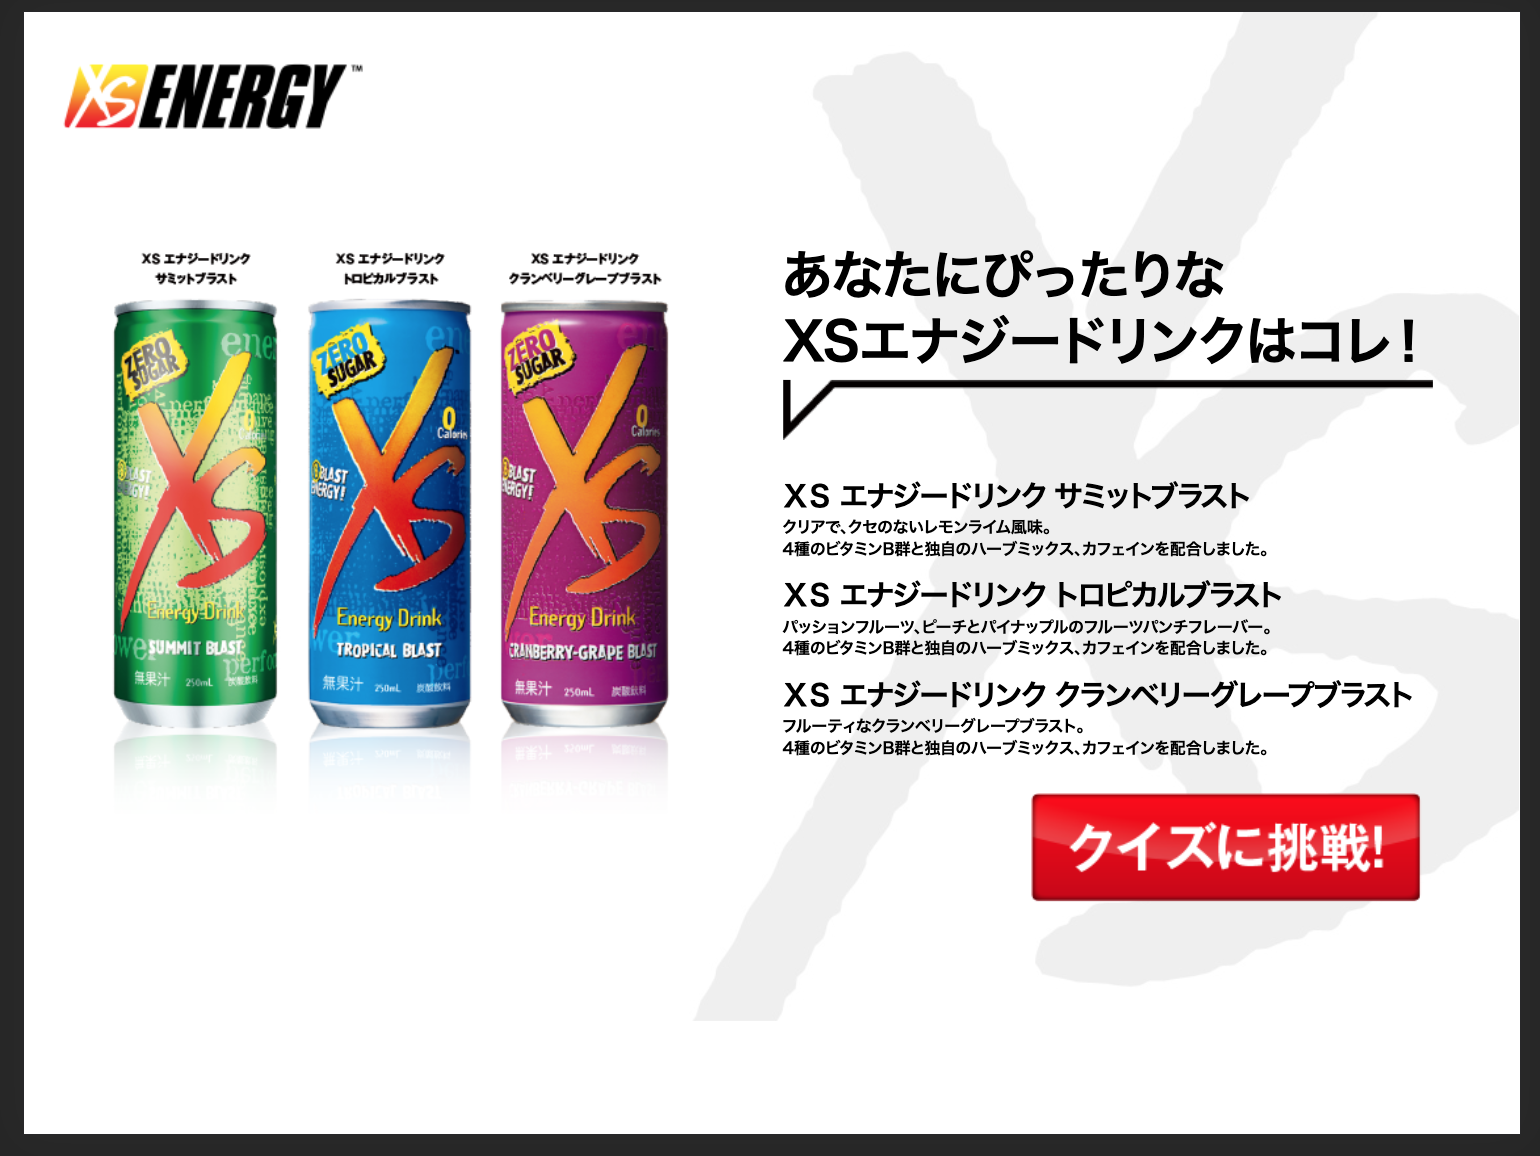 XS ENERGY™
XS エナジードリンク
サミットブラスト
XS エナジードリンク
トロピカルブラスト
XS エナジードリンク
クランベリーグレープブラスト
ZERO
SUGAR
0
XS
Energy Drink
SUMMIT BLAST
無果汁 250mL 炭酸飲料
ZERO
SUGAR
0
Calories
BLAST
ENERGY!
XS
Energy Drink
TROPICAL BLAST
無果汁 250mL 炭酸飲料
ZERO
SUGAR
0
Calories
BLAST
ENERGY!
XS
Energy Drink
CRANBERRY-GRAPE BLAST
無果汁 250mL 炭酸飲料
あなたにぴったりな
XSエナジードリンクはコレ！
XS エナジードリンク サミットブラスト
クリアで、クセのないレモンライム風味。
4種のビタミンB群と独自のハーブミックス、カフェインを配合しました。
XS エナジードリンク トロピカルブラスト
パッションフルーツ、ピーチとパイナップルのフルーツパンチフレーバー。
4種のビタミンB群と独自のハーブミックス、カフェインを配合しました。
XS エナジードリンク クランベリーグレープブラスト
フルーティなクランベリーグレープブラスト。
4種のビタミンB群と独自のハーブミックス、カフェインを配合しました。
クイズに挑戦!